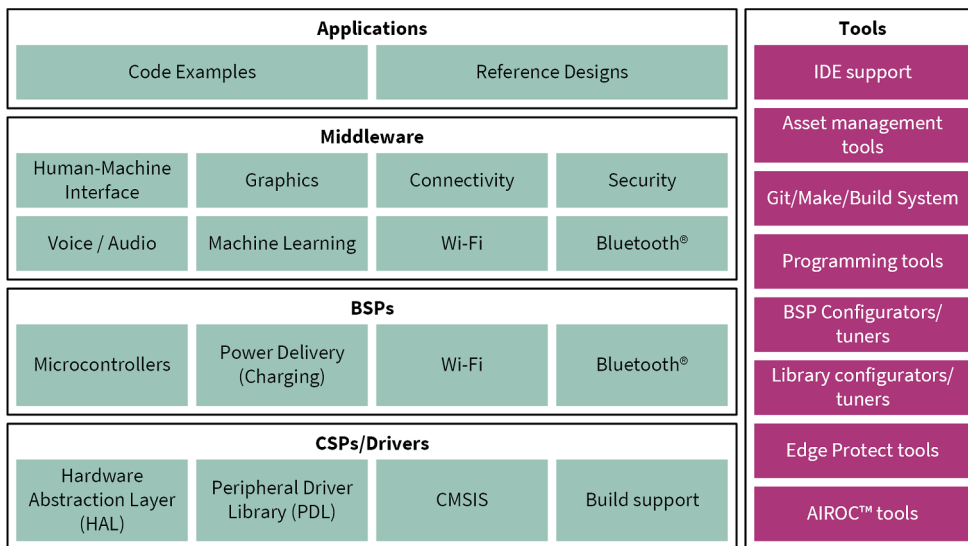 Applications
Code Examples
Reference Designs
Middleware
Human-Machine
Interface
Graphics
Connectivity
Security
Voice / Audio
Machine Learning
Wi-Fi
Bluetooth®
BSPs
Microcontrollers
Power Delivery
(Charging)
Wi-Fi
Bluetooth®
CSPs/Drivers
Hardware
Abstraction Layer
(HAL)
Peripheral Driver
Library (PDL)
CMSIS
Build support
Tools
IDE support
Asset management
tools
Git/Make/Build System
Programming tools
BSP Configurators/
tuners
Library configurators/
tuners
Edge Protect tools
AIROC™ tools